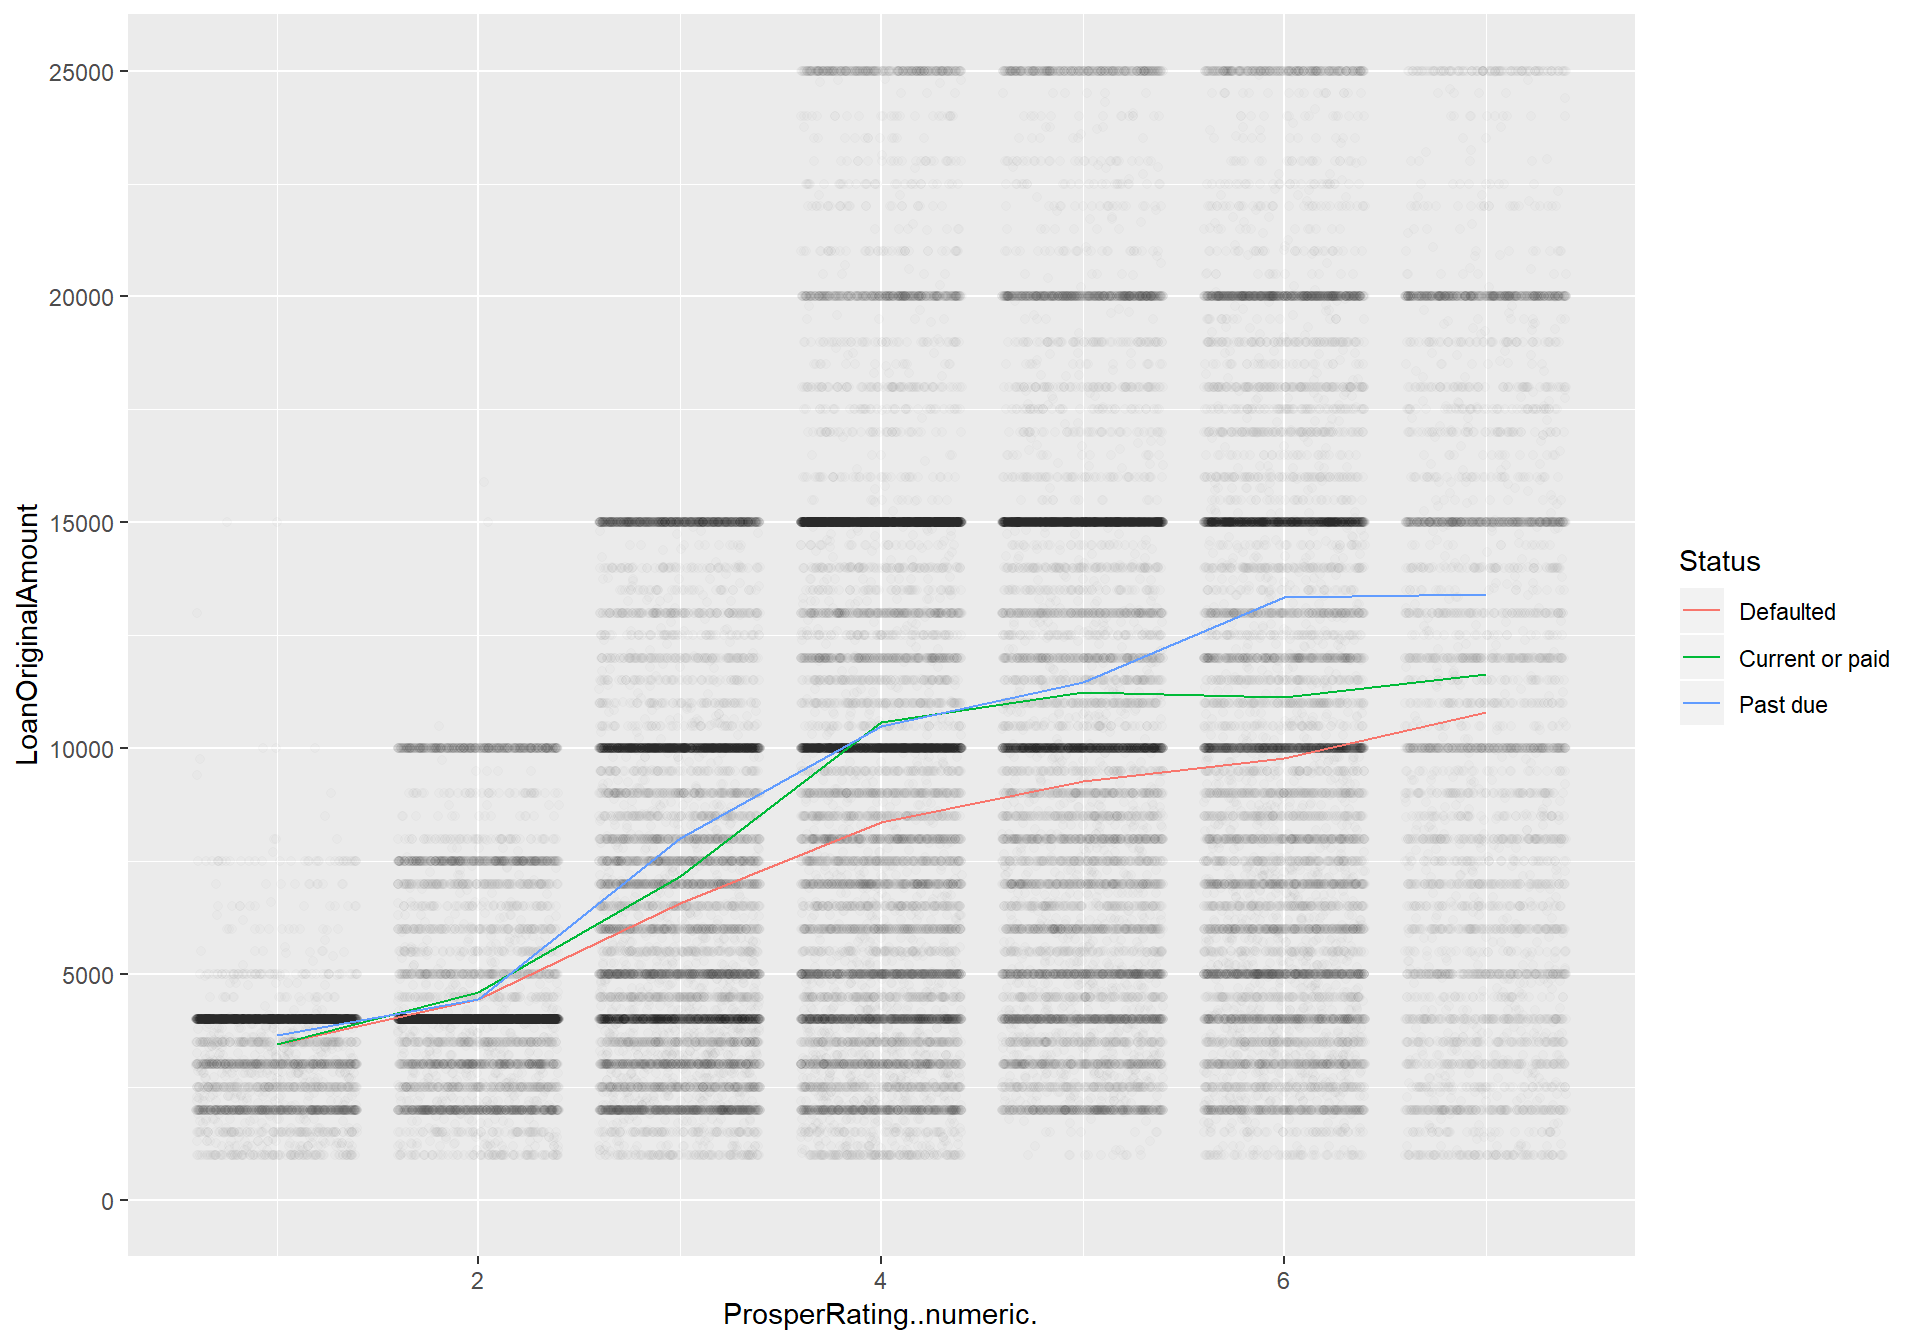 25000
20000
15000
10000
5000
0
LoanOriginalAmount
2
4
6
ProsperRating..numeric.
Status
Defaulted
Current or paid
Past due